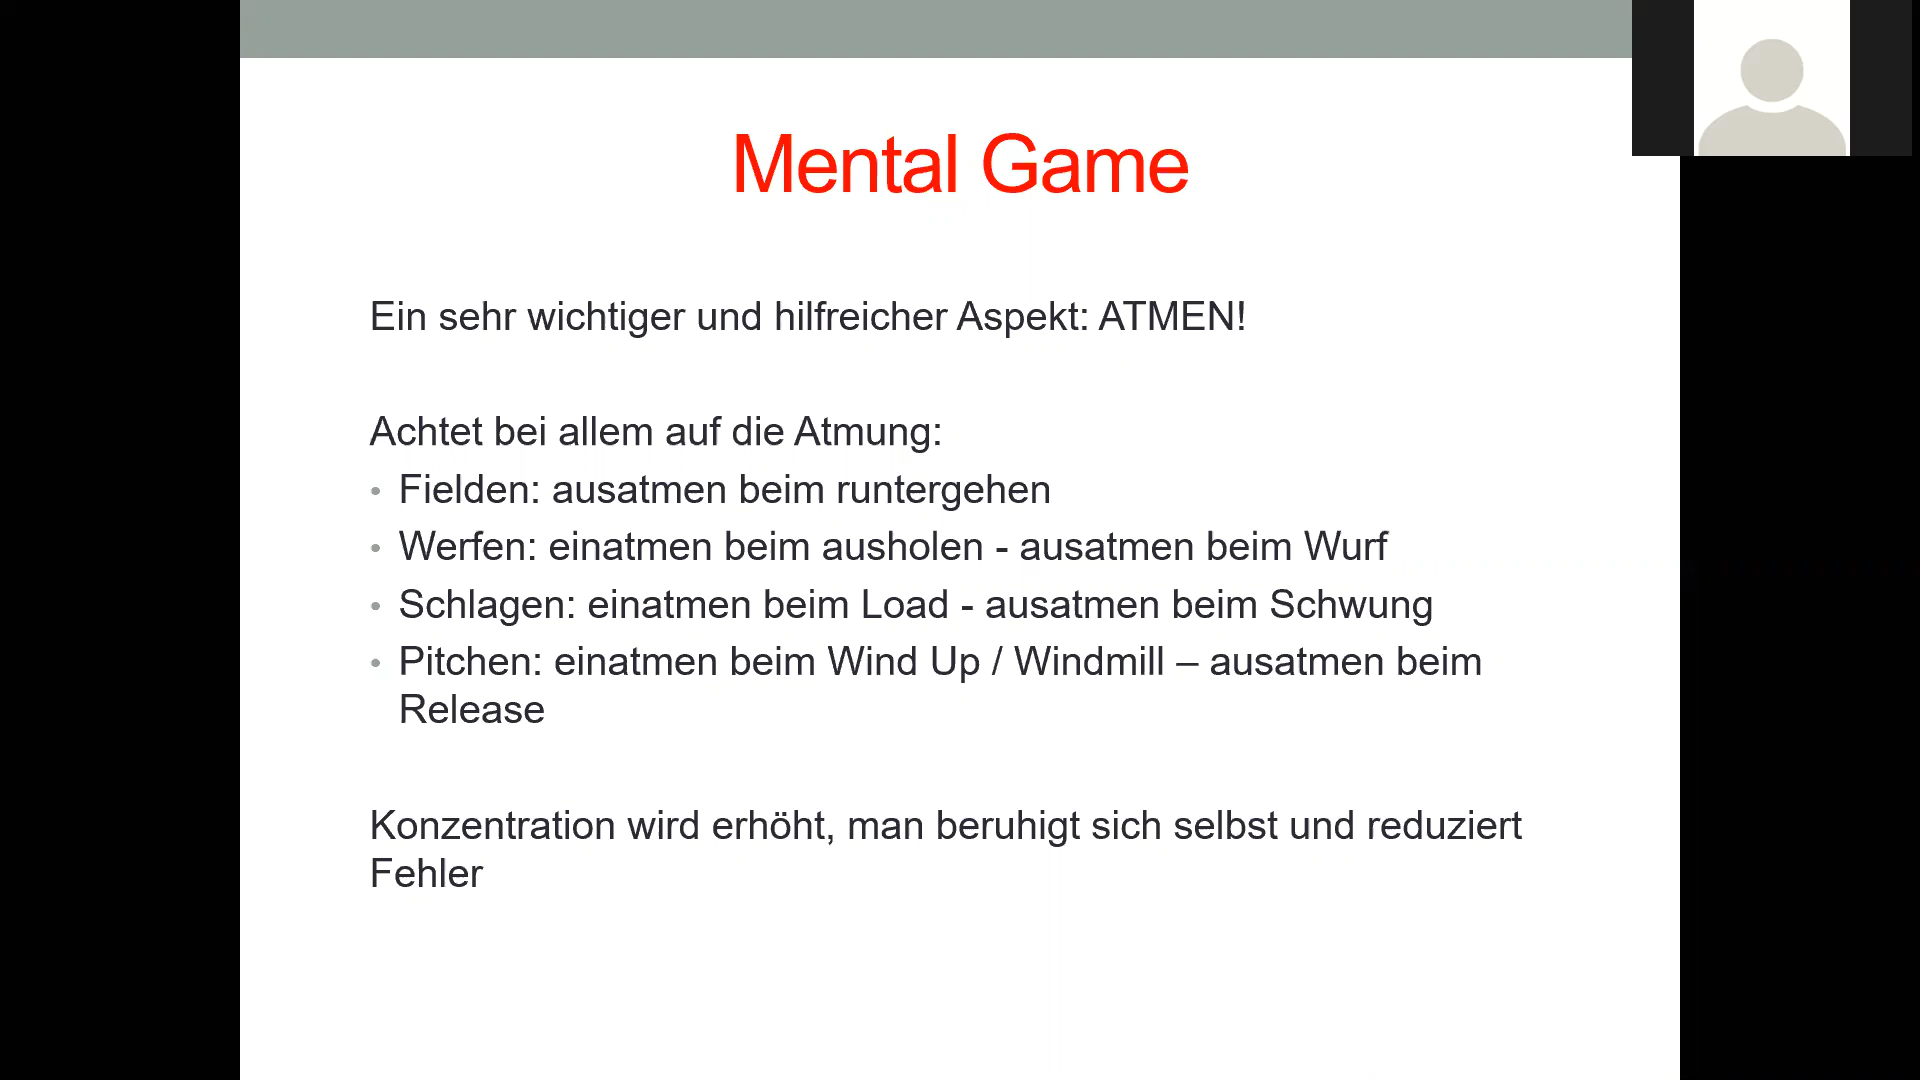 Mental Game
Ein sehr wichtiger und hilfreicher Aspekt: ATMEN!
Achtet bei allem auf die Atmung:
• Fielden: ausatmen beim runtergehen
• Werfen: einatmen beim ausholen - ausatmen beim Wurf
• Schlagen: einatmen beim Load - ausatmen beim Schwung
• Pitchen: einatmen beim Wind Up / Windmill – ausatmen beim
Release
Konzentration wird erhöht, man beruhigt sich selbst und reduziert
Fehler